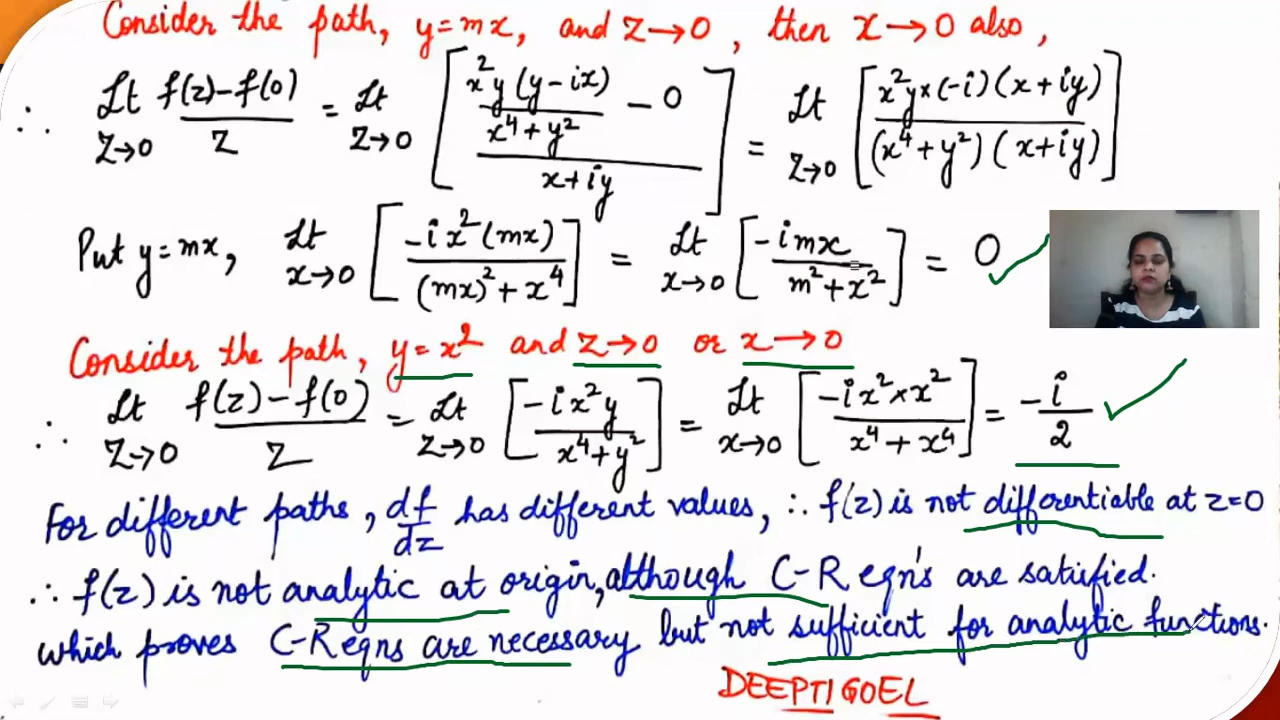 Consider the path, y=mx, and z→0, then x→0 also,
∴ Lt z→0 f(z)-f(0)/z = Lt z→0 [x²y(y-ix)/x⁴+y² - 0 / x+iy] = Lt z→0 [x²y×(-i)(x+iy)/(x⁴+y²)(x+iy)]
Put y=mx, Lt x→0 [-ix²(mx)/(mx)²+x⁴] = Lt x→0 [-imx/m²+x²] = 0
Consider the path, y=x² and z→0 or x→0
∴ Lt z→0 f(z)-f(0)/z = Lt z→0 [-ix²y/x⁴+y²] = Lt x→0 [-ix²×x²/x⁴+x⁴] = -i/2
For different paths, df/dz has different values, ∴ f(z) is not differentiable at z=0
∴ f(z) is not analytic at origin, although C-R eqn's are satisfied.
which proves C-R eqns are necessary but not sufficient for analytic functions.
DEEPTI GOEL